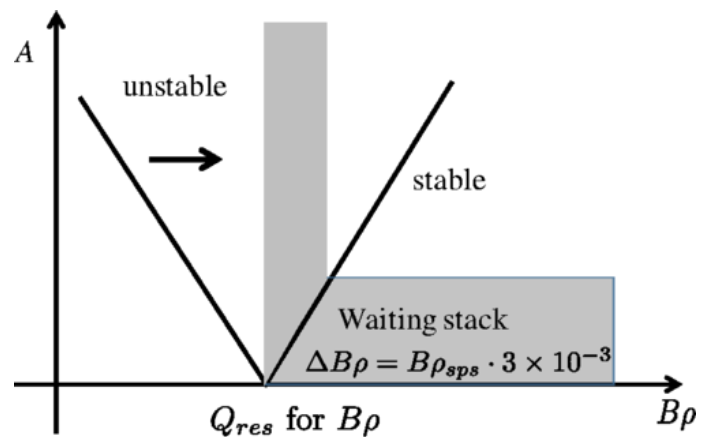 A
unstable
stable
Waiting stack
ΔBρ = Bρ_sps · 3 × 10⁻³
Q_res for Bρ
Bρ